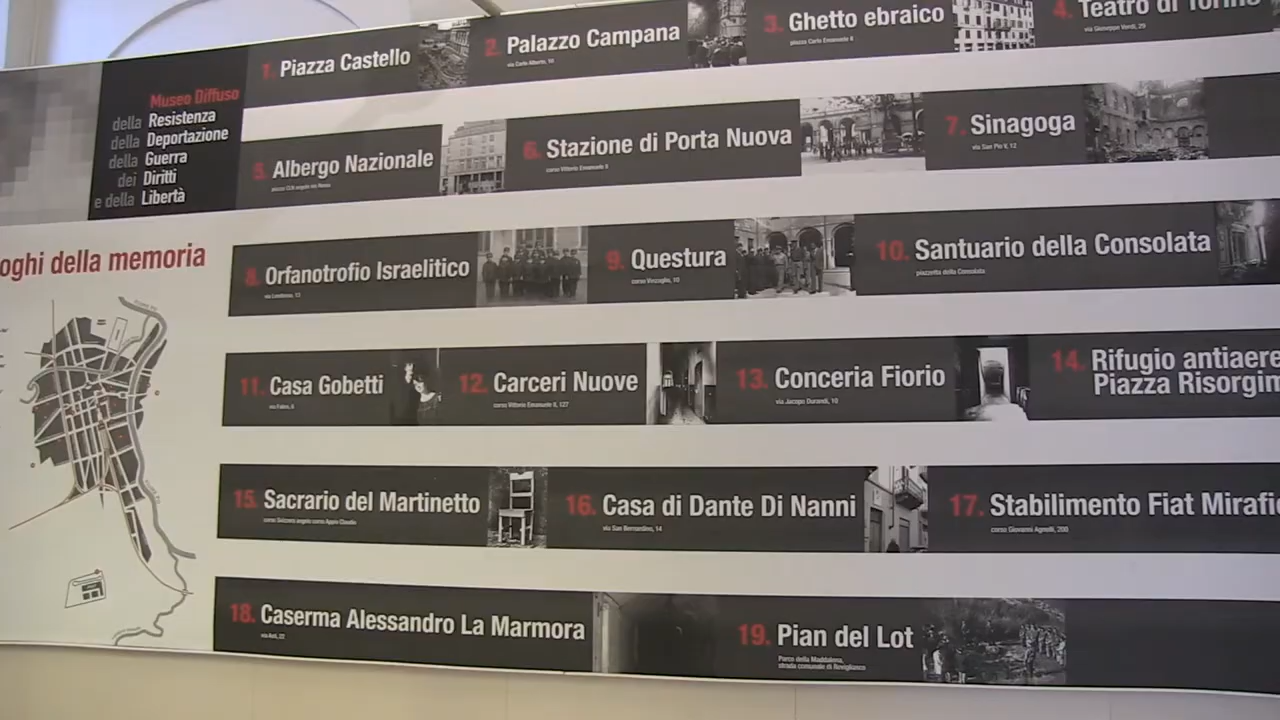 1. Piazza Castello
2. Palazzo Campana
via Carlo Alberto, 10
3. Ghetto ebraico
piazza Carlo Emanuele II
4. Teatro di Torino
via Giuseppe Verdi, 29
Museo Diffuso
della Resistenza
della Deportazione
della Guerra
dei Diritti
e della Libertà
5. Albergo Nazionale
piazza CLN angolo via Roma
6. Stazione di Porta Nuova
corso Vittorio Emanuele II
7. Sinagoga
via San Pio V, 12
oghi della memoria
8. Orfanotrofio Israelitico
9. Questura
corso Vinzaglio, 10
10. Santuario della Consolata
piazzetta della Consolata
11. Casa Gobetti
via Fabro, 6
12. Carceri Nuove
corso Vittorio Emanuele II, 127
13. Conceria Fiorio
via Jacopo Durandi, 10
14. Rifugio antiaere
Piazza Risorgim
15. Sacrario del Martinetto
corso Svizzera angolo corso Appio Claudio
16. Casa di Dante Di Nanni
via San Bernardino, 14
17. Stabilimento Fiat Mirafio
corso Giovanni Agnelli, 200
18. Caserma Alessandro La Marmora
via Asti, 22
19. Pian del Lot
Parco della Maddalena,
strada comunale di Revigliasco